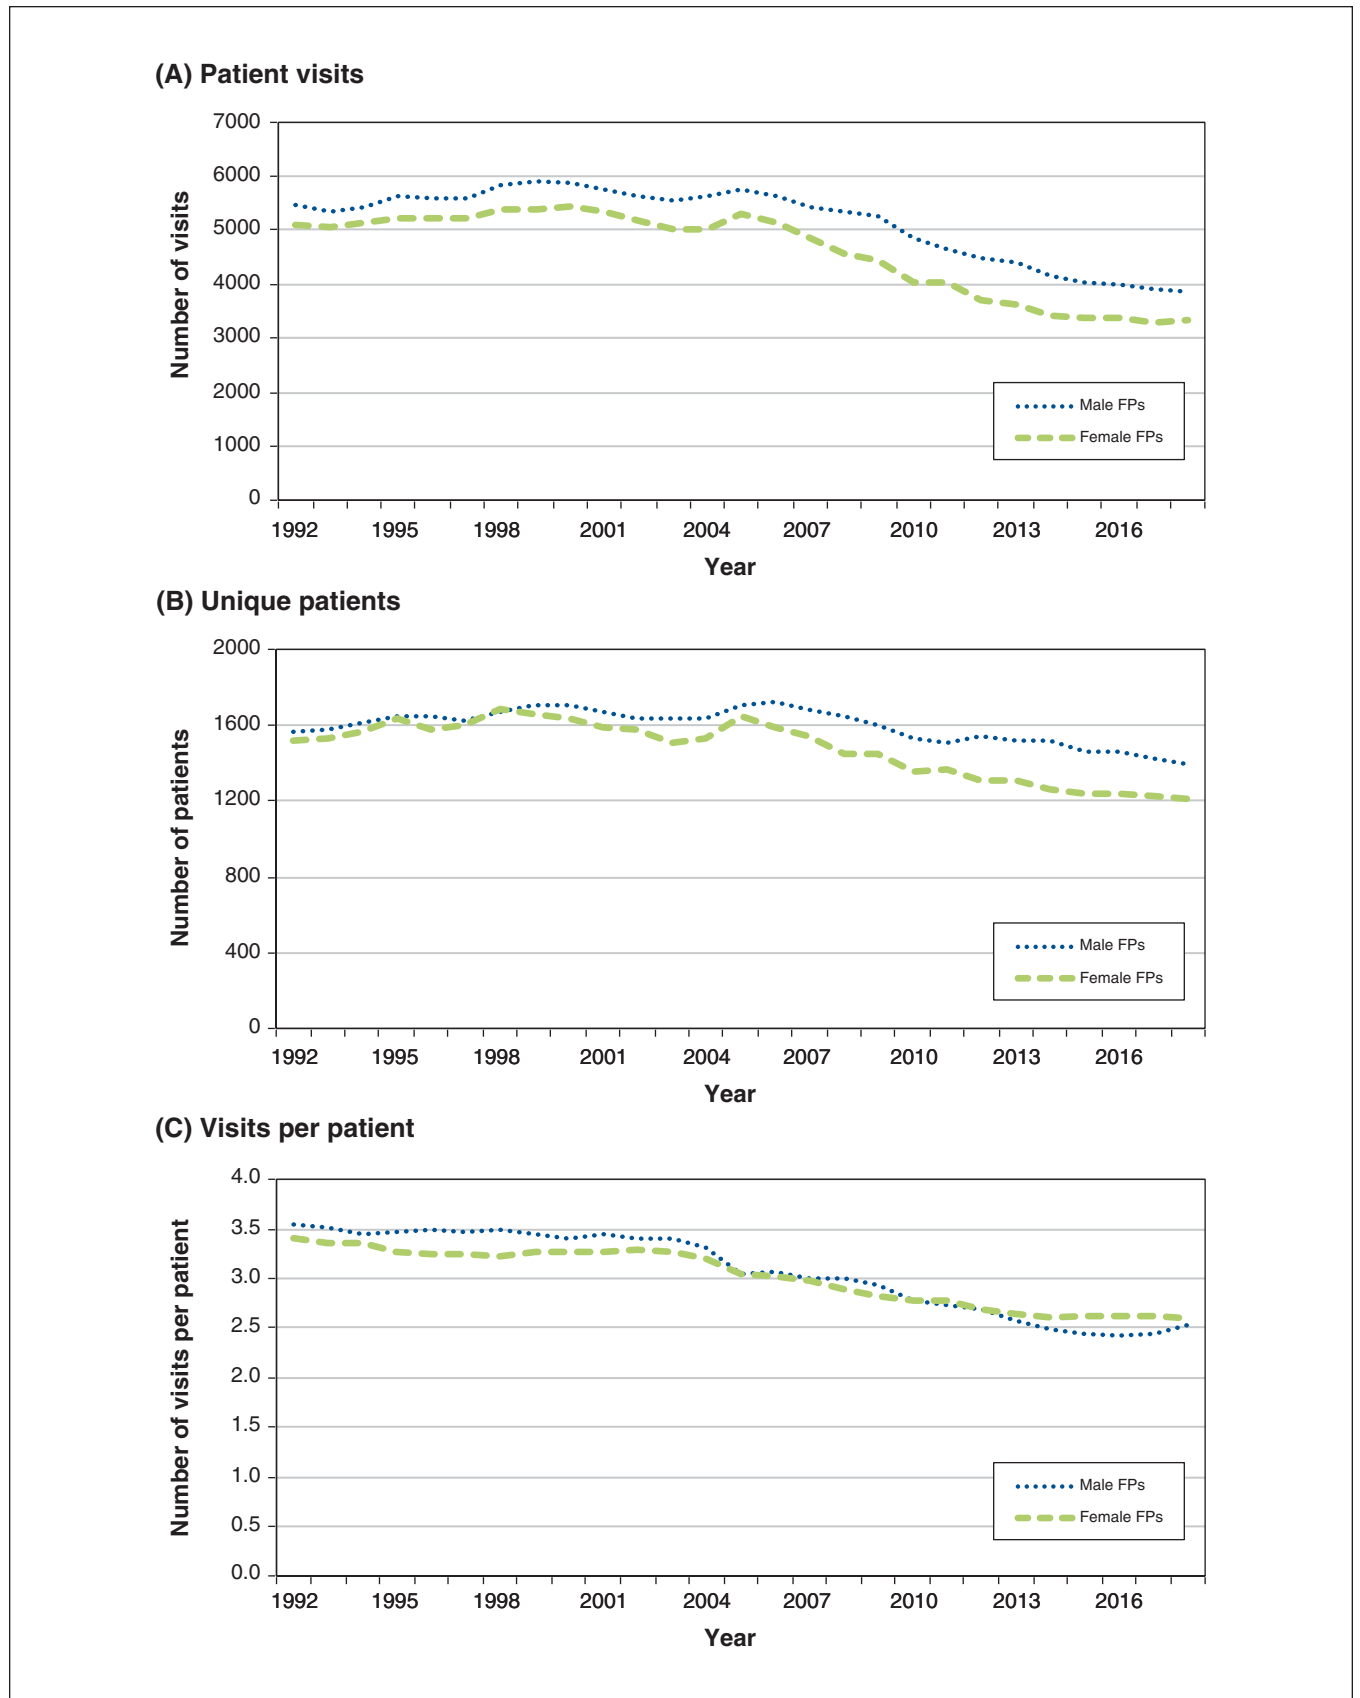 (A) Patient visits
Number of visits
7000
6000
5000
4000
3000
2000
1000
0
Male FPs
Female FPs
1992 1995 1998 2001 2004 2007 2010 2013 2016
Year
(B) Unique patients
Number of patients
2000
1600
1200
800
400
0
Male FPs
Female FPs
1992 1995 1998 2001 2004 2007 2010 2013 2016
Year
(C) Visits per patient
Number of visits per patient
4.0
3.5
3.0
2.5
2.0
1.5
1.0
0.5
0.0
Male FPs
Female FPs
1992 1995 1998 2001 2004 2007 2010 2013 2016
Year